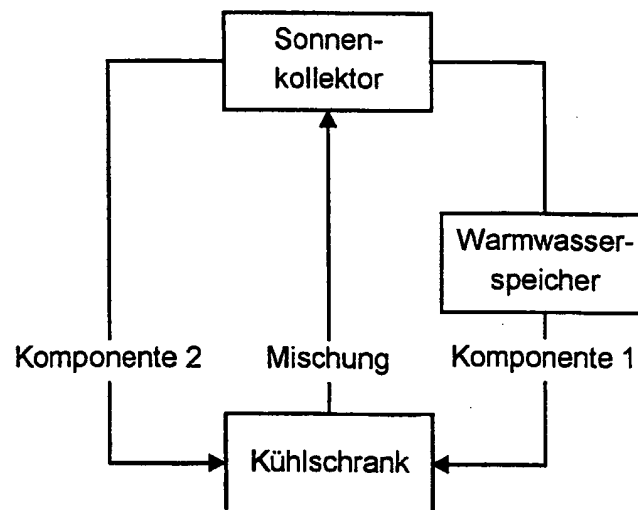 Sonnen-
kollektor
Warmwasser-
speicher
Komponente 2
Mischung
Komponente 1
Kühlschrank